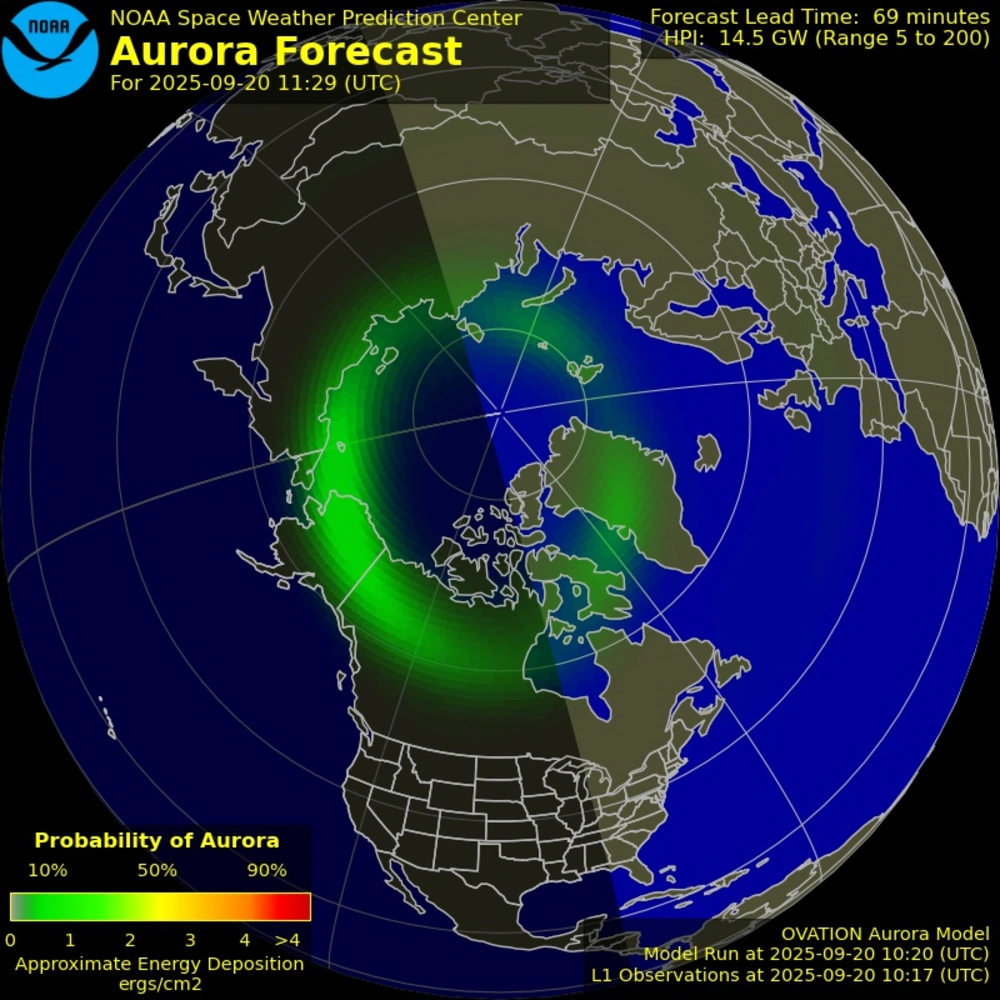 NOAA
NOAA Space Weather Prediction Center
Aurora Forecast
For 2025-09-20 11:29 (UTC)
Forecast Lead Time: 69 minutes
HPI: 14.5 GW (Range 5 to 200)
Probability of Aurora
10% 50% 90%
0 1 2 3 4 >4
Approximate Energy Deposition
ergs/cm2
OVATION Aurora Model
Model Run at 2025-09-20 10:20 (UTC)
L1 Observations at 2025-09-20 10:17 (UTC)